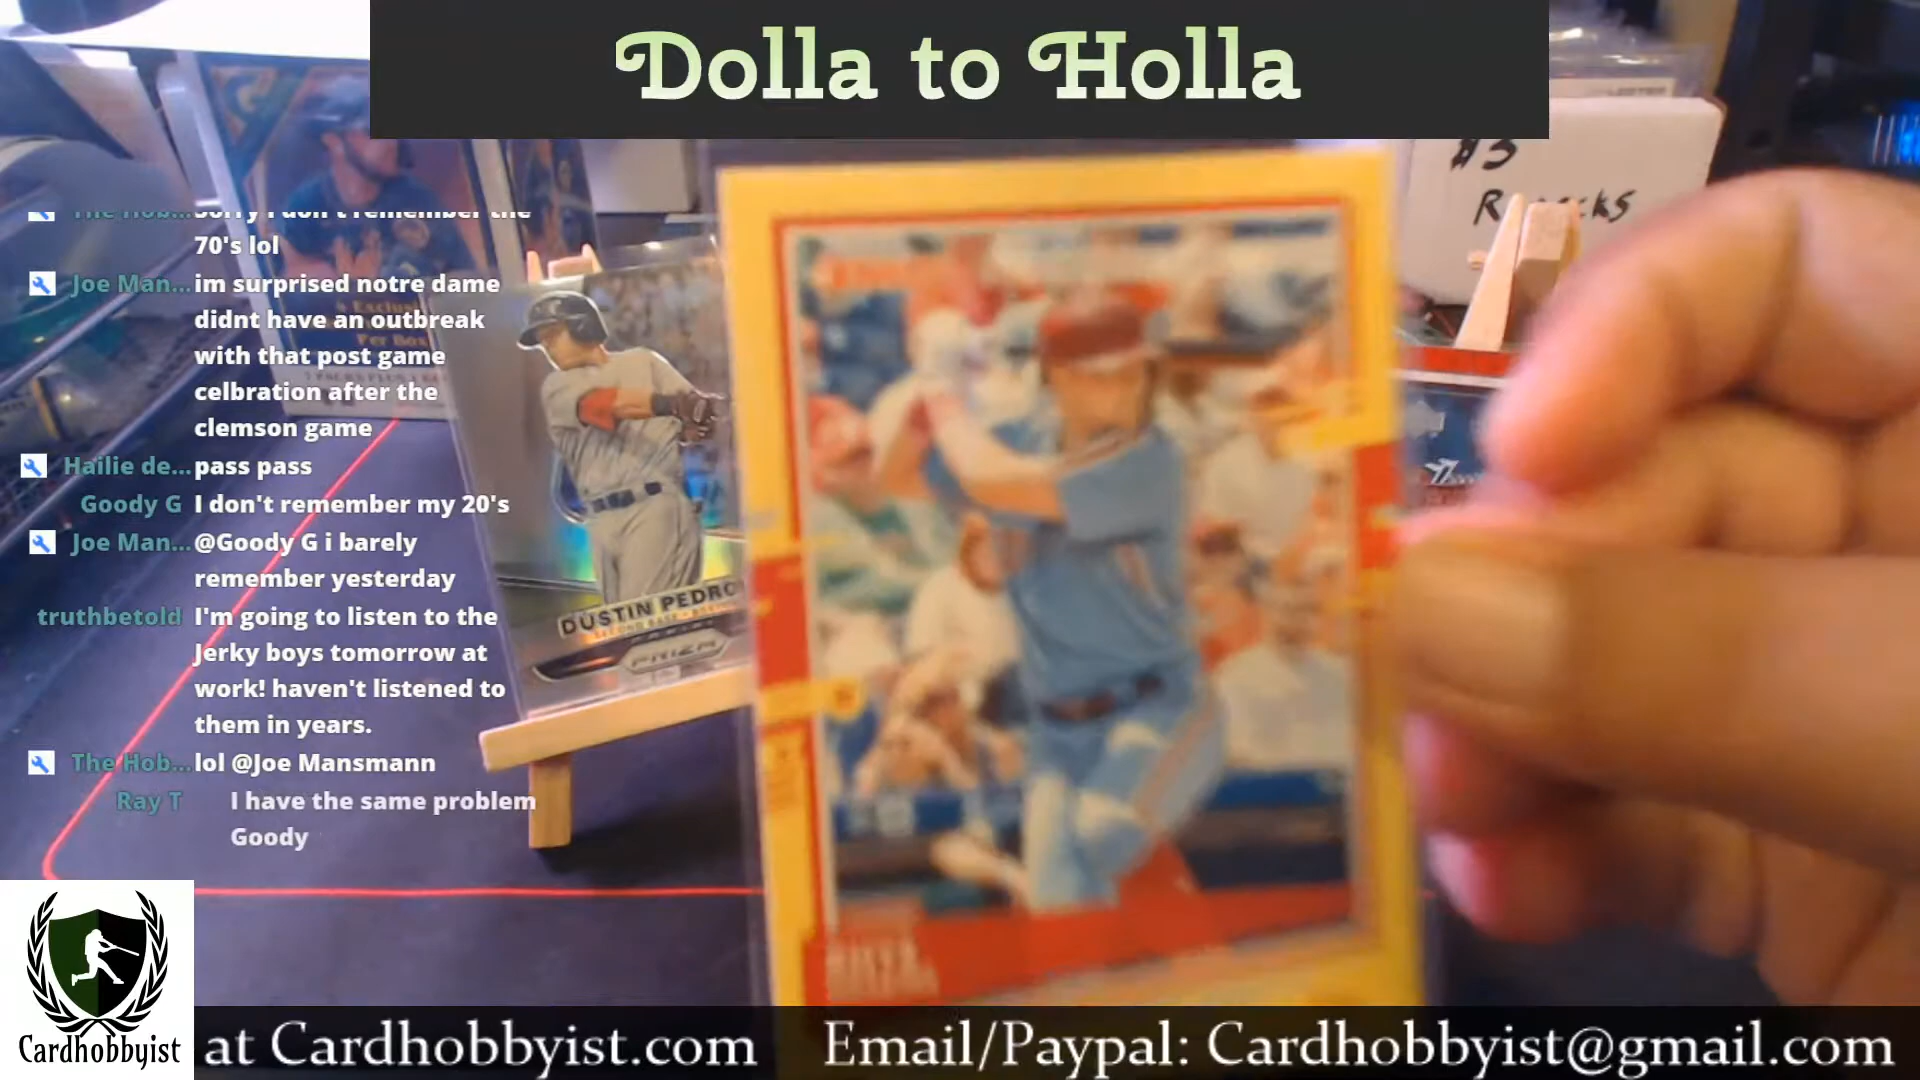 Dolla to Holla
70's lol
Joe Man... im surprised notre dame
didnt have an outbreak
with that post game
celbration after the
clemson game
Hailie de... pass pass
Goody G I don't remember my 20's
Joe Man... @Goody G i barely
remember yesterday
truthbetold I'm going to listen to the
Jerky boys tomorrow at
work! haven't listened to
them in years.
The Hob... lol @Joe Mansmann
Ray T I have the same problem
Goody
DUSTIN PEDRO
PRIZM
#3
Cardhobbyist
at Cardhobbyist.com Email/Paypal: Cardhobbyist@gmail.com